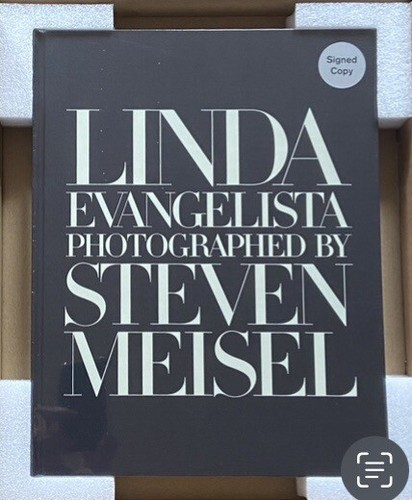 Signed
Copy
LINDA
EVANGELISTA
PHOTOGRAPHED BY
STEVEN
MEISEL